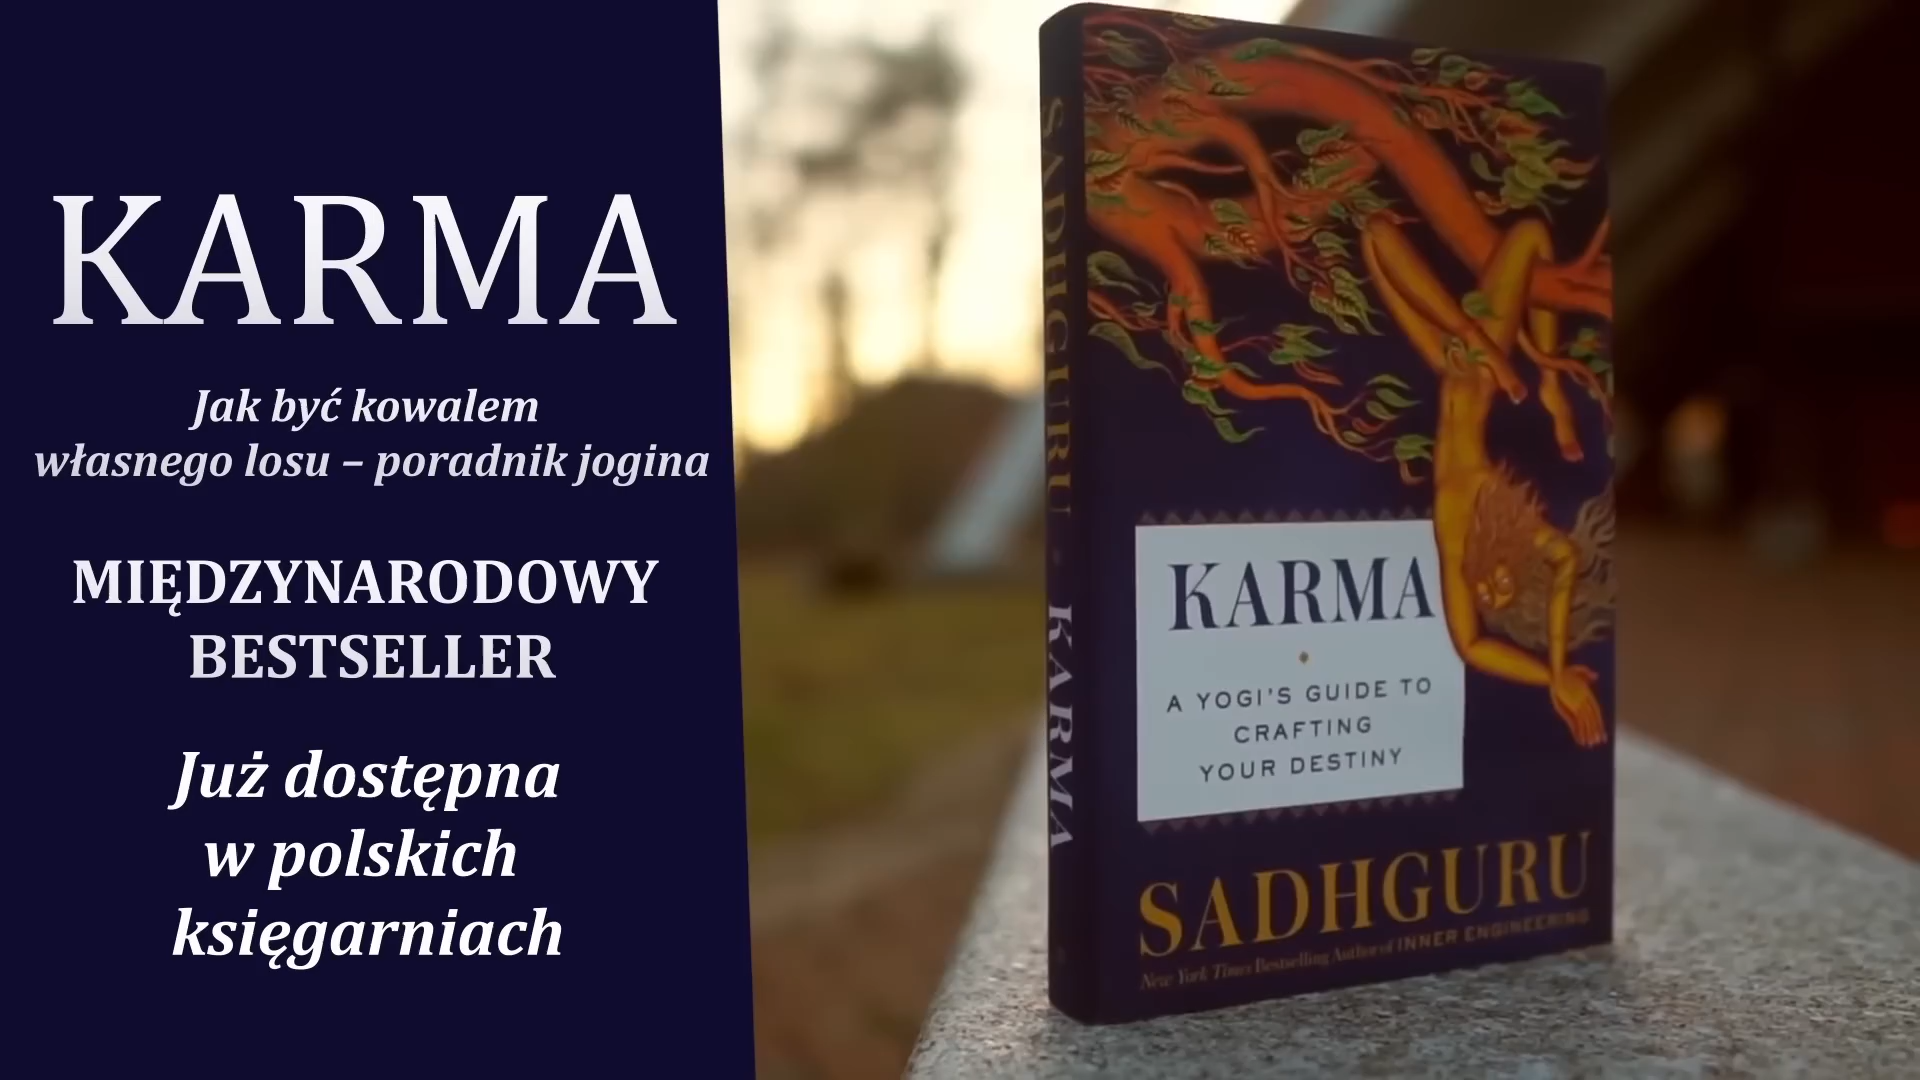 KARMA
Jak być kowalem
własnego losu – poradnik jogina
MIĘDZYNARODOWY
BESTSELLER
Już dostępna
w polskich
księgarniach
SADHGURU - KARMA
KARMA
A YOGI'S GUIDE TO
CRAFTING
YOUR DESTINY
SADHGURU
New York Times Bestselling Author of INNER ENGINEERING